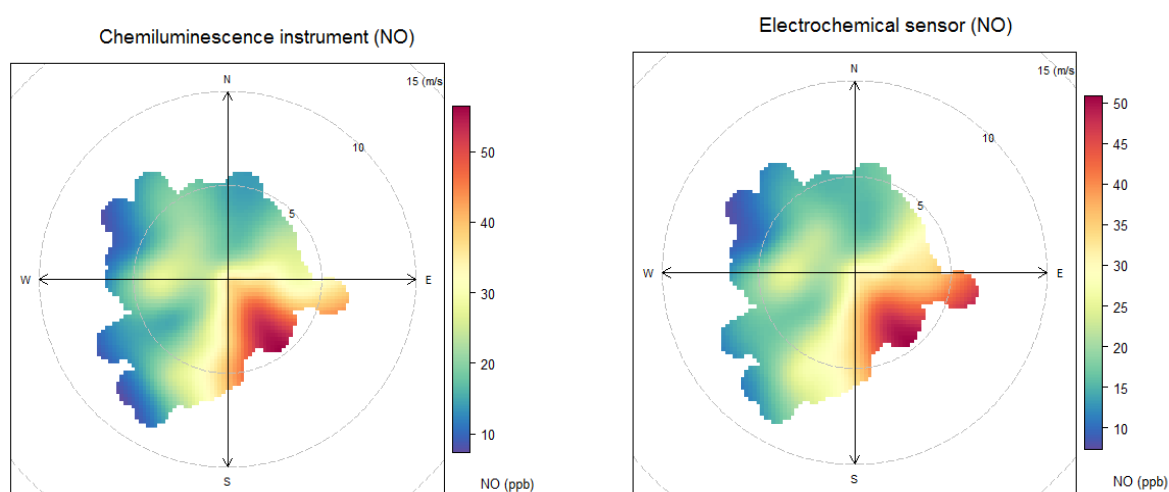 Chemiluminescence instrument (NO)
N
15 (m/s
10
5
W
E
S
50
40
30
20
10
NO (ppb)
Electrochemical sensor (NO)
N
15 (m/s
10
5
W
E
S
50
45
40
35
30
25
20
15
10
NO (ppb)